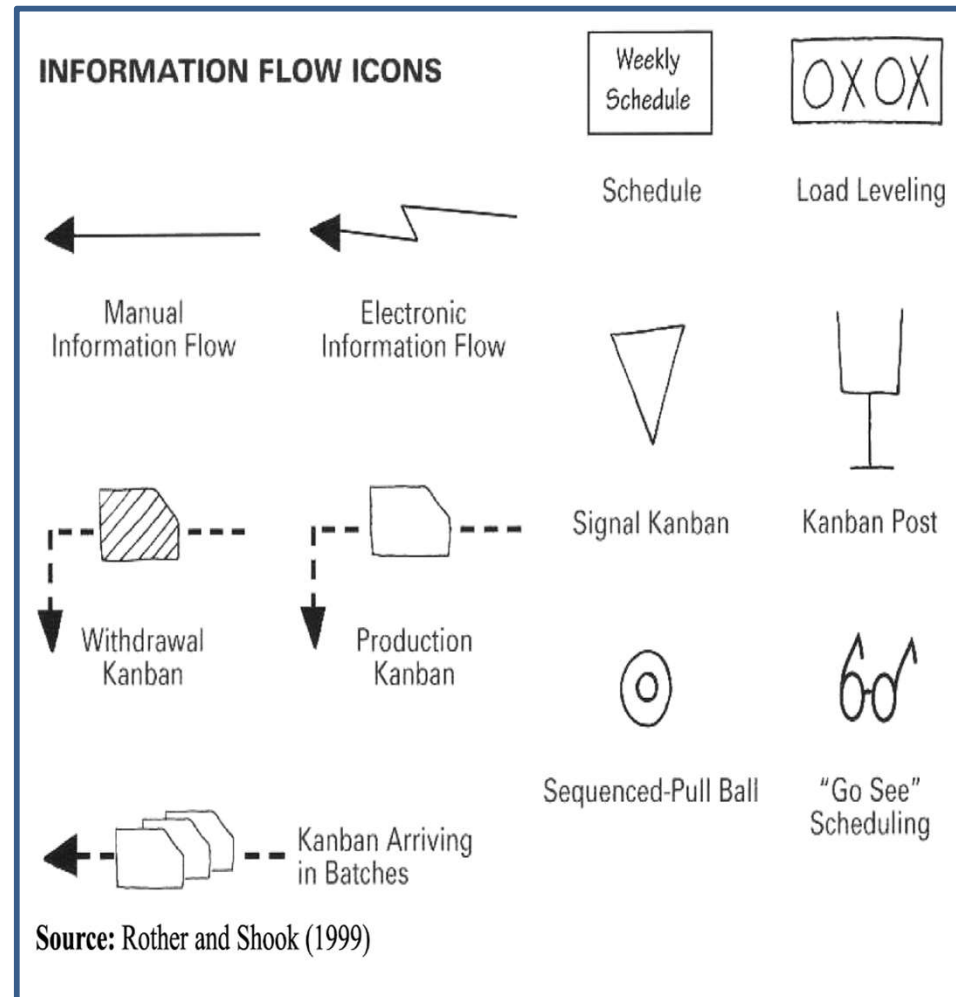 INFORMATION FLOW ICONS
Weekly
Schedule
OXOX
Schedule
Load Leveling
Manual
Information Flow
Electronic
Information Flow
Signal Kanban
Kanban Post
Withdrawal
Kanban
Production
Kanban
Sequenced-Pull Ball
"Go See"
Scheduling
Kanban Arriving
in Batches
Source: Rother and Shook (1999)